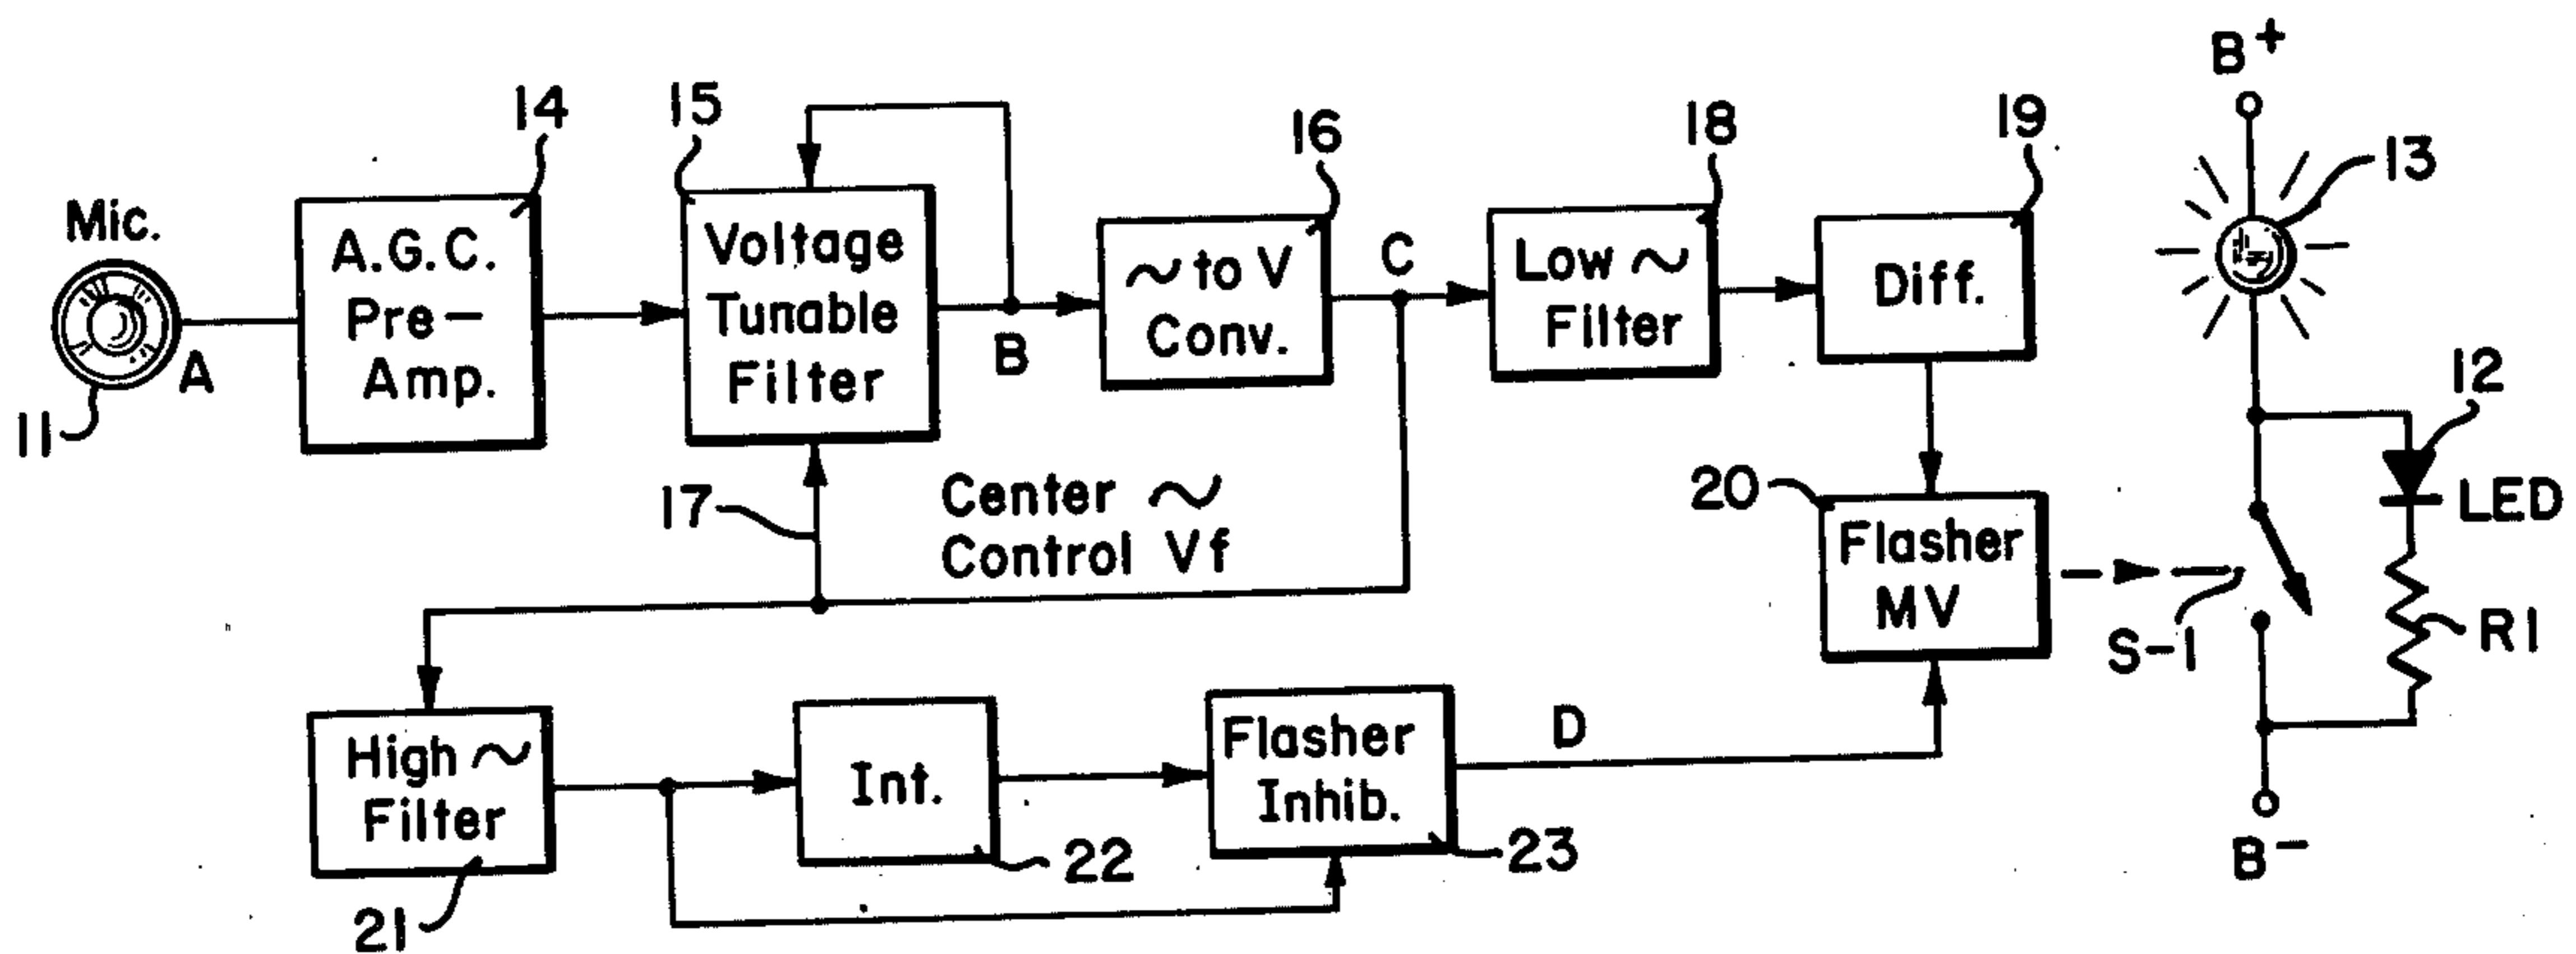 Mic.
A
11
14
A.G.C.
Pre-
Amp.
15
Voltage
Tunable
Filter
B
16
~ to V
Conv.
C
17
Center ~
Control Vf
18
Low ~
Filter
19
Diff.
20
Flasher
MV
S-1
B+
13
12
LED
R1
B-
High ~
Filter
21
Int.
22
Flasher
Inhib.
23
D